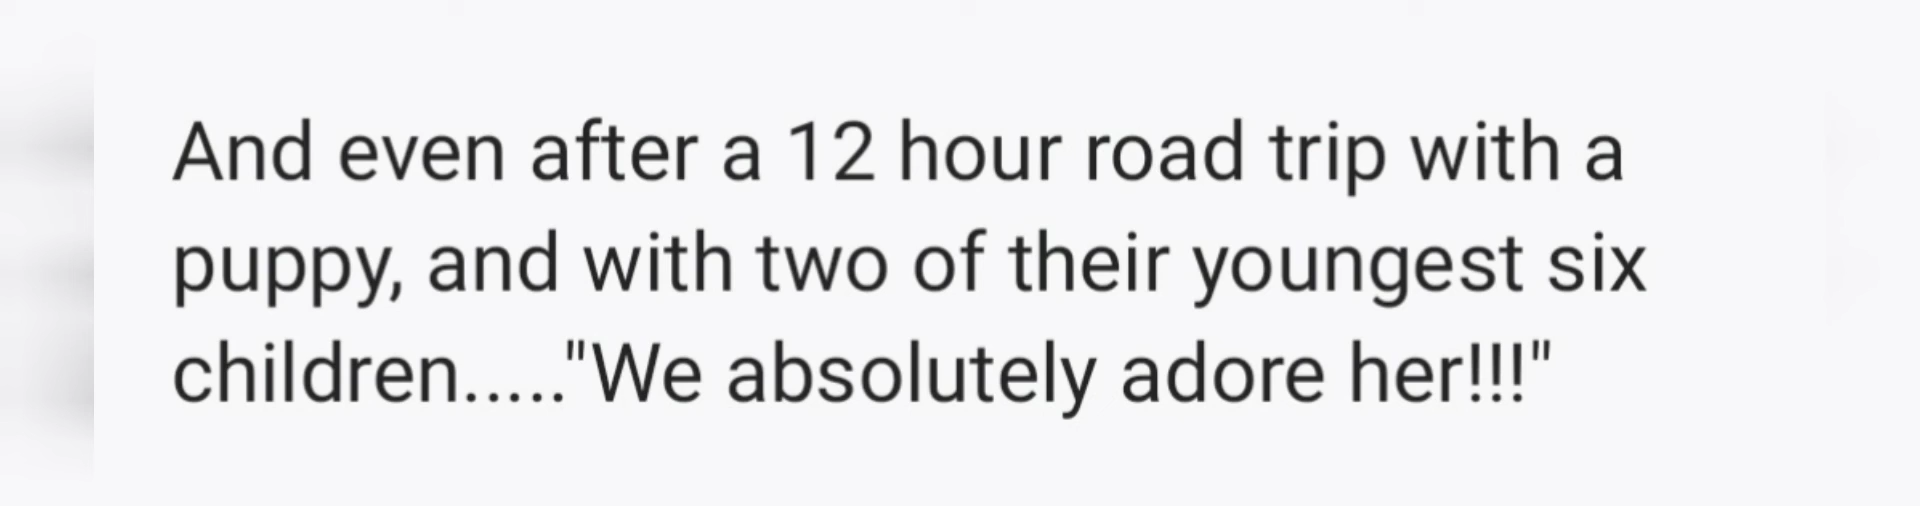 And even after a 12 hour road trip with a
puppy, and with two of their youngest six
children....."We absolutely adore her!!!"